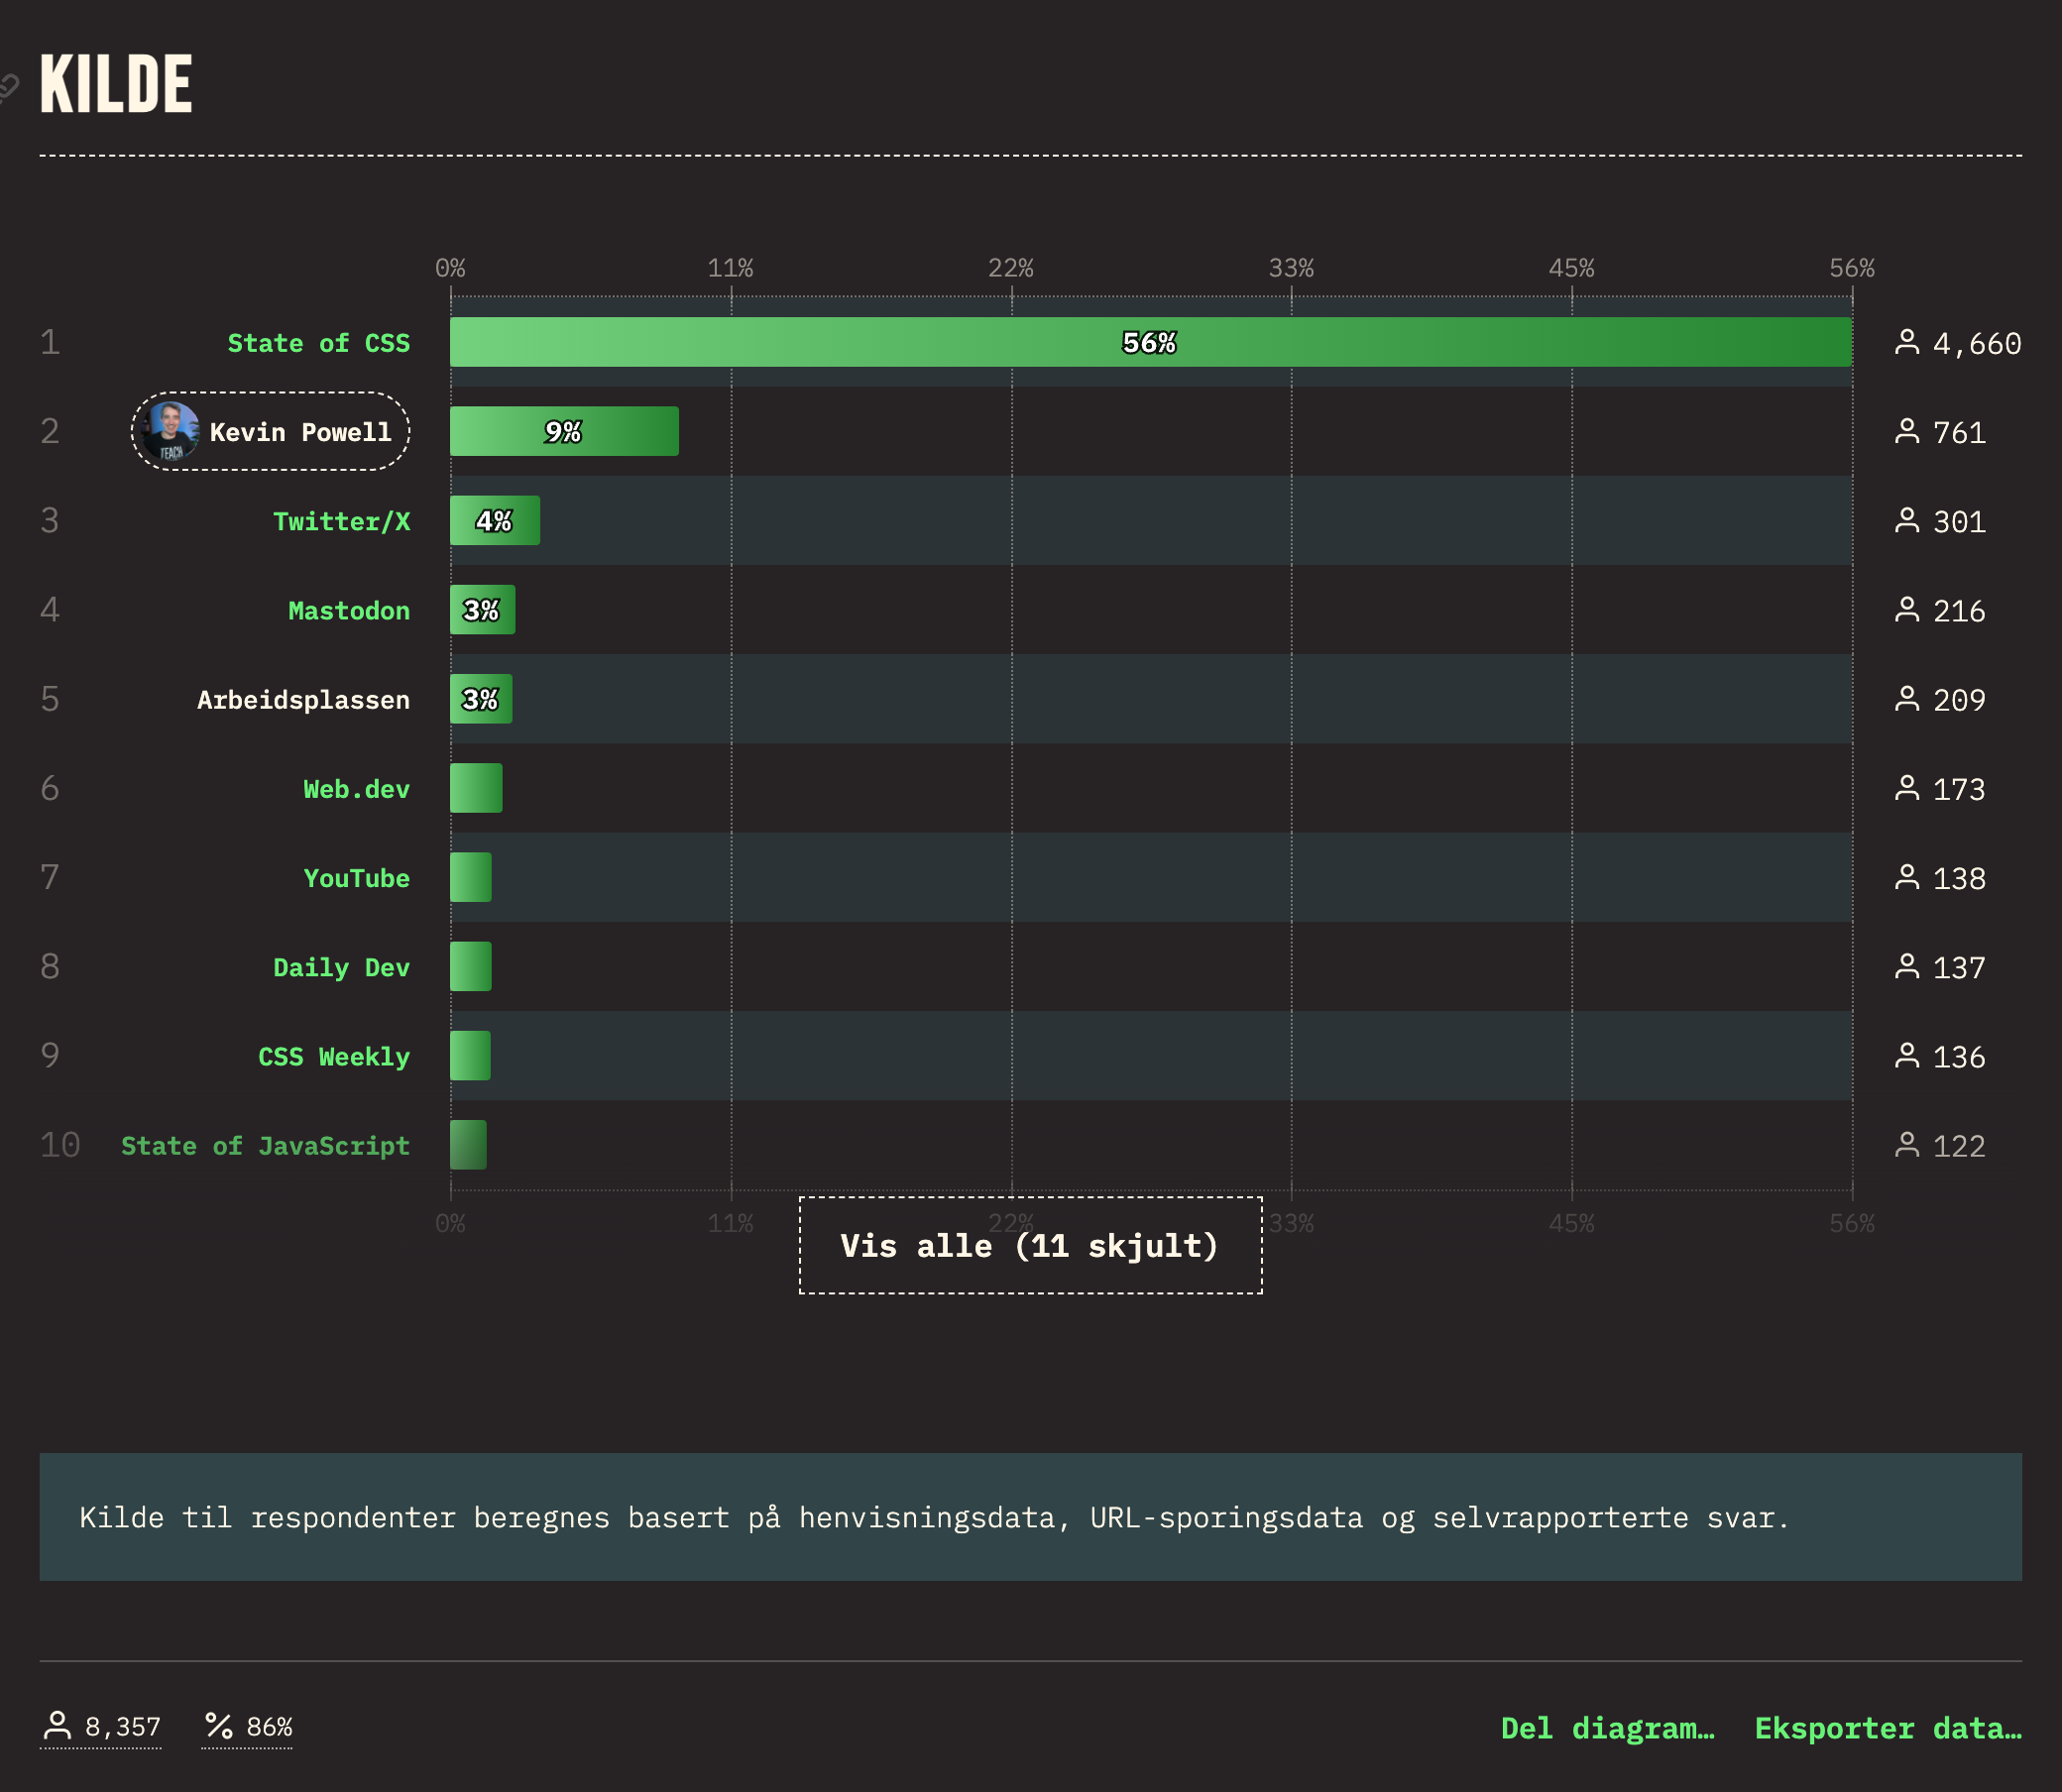 KILDE
0% 11% 22% 33% 45% 56%
1 State of CSS 56% 4,660
2 Kevin Powell 9% 761
3 Twitter/X 4% 301
4 Mastodon 3% 216
5 Arbeidsplassen 3% 209
6 Web.dev 173
7 YouTube 138
8 Daily Dev 137
9 CSS Weekly 136
10 State of JavaScript 122
0% 11% 22% 33% 45% 56%
Vis alle (11 skjult)
Kilde til respondenter beregnes basert på henvisningsdata, URL-sporingsdata og selvrapporterte svar.
8,357 % 86% Del diagram… Eksporter data…